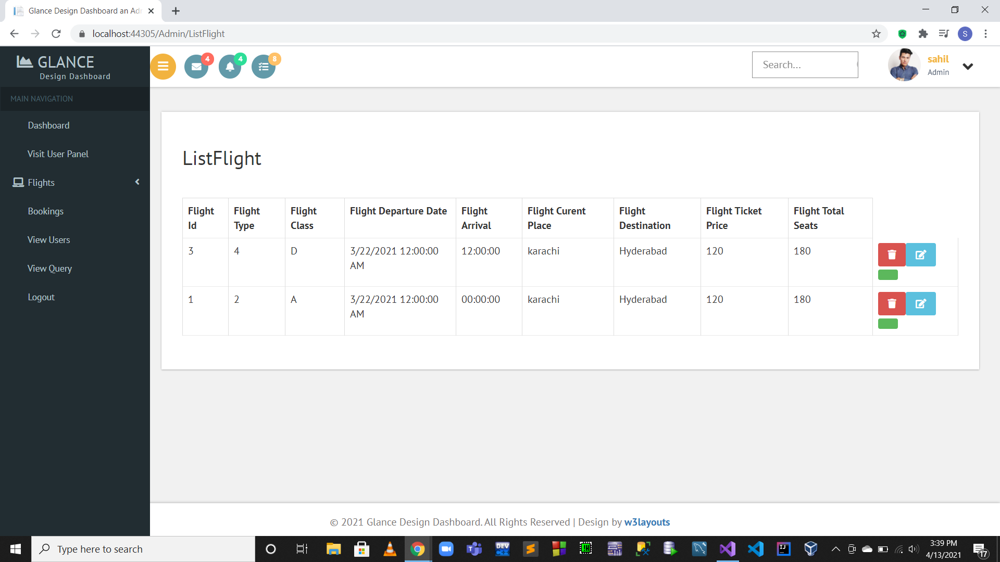 Glance Design Dashboard an Adm
localhost:44305/Admin/ListFlight
S
GLANCE
Design Dashboard
4
4
8
Search...
sahil
Admin
MAIN NAVIGATION
Dashboard
Visit User Panel
Flights
Bookings
View Users
View Query
Logout
ListFlight
Flight Id
Flight Type
Flight Class
Flight Departure Date
Flight Arrival
Flight Curent Place
Flight Destination
Flight Ticket Price
Flight Total Seats
3 4 D 3/22/2021 12:00:00 AM 12:00:00 karachi Hyderabad 120 180
1 2 A 3/22/2021 12:00:00 AM 00:00:00 karachi Hyderabad 120 180
© 2021 Glance Design Dashboard. All Rights Reserved | Design by w3layouts
Type here to search
DEV
IJ
3:39 PM
4/13/2021
17